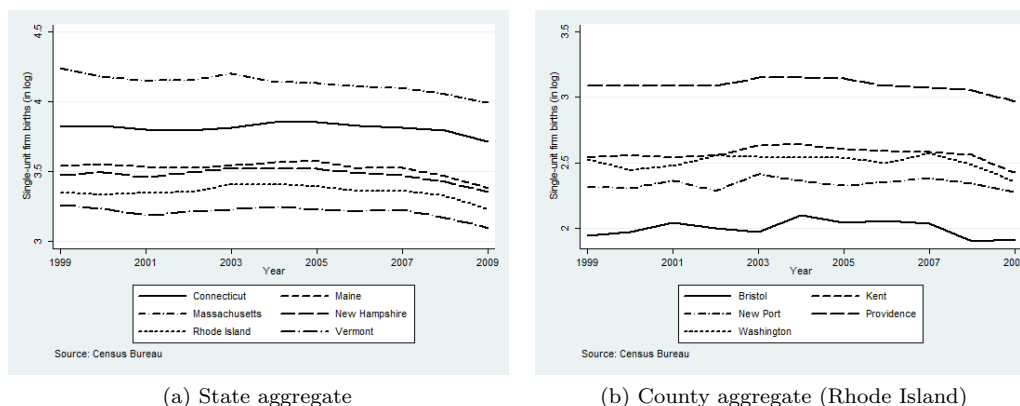 Single-unit firm births (in log)
4.5
4
3.5
3
1999
2001
2003
2005
2007
2009
Year
Connecticut
Maine
Massachusetts
New Hampshire
Rhode Island
Vermont
Source: Census Bureau
(a) State aggregate
Single-unit firm births (in log)
3.5
3
2.5
2
1999
2001
2003
2005
2007
200
Year
Bristol
Kent
New Port
Providence
Washington
Source: Census Bureau
(b) County aggregate (Rhode Island)